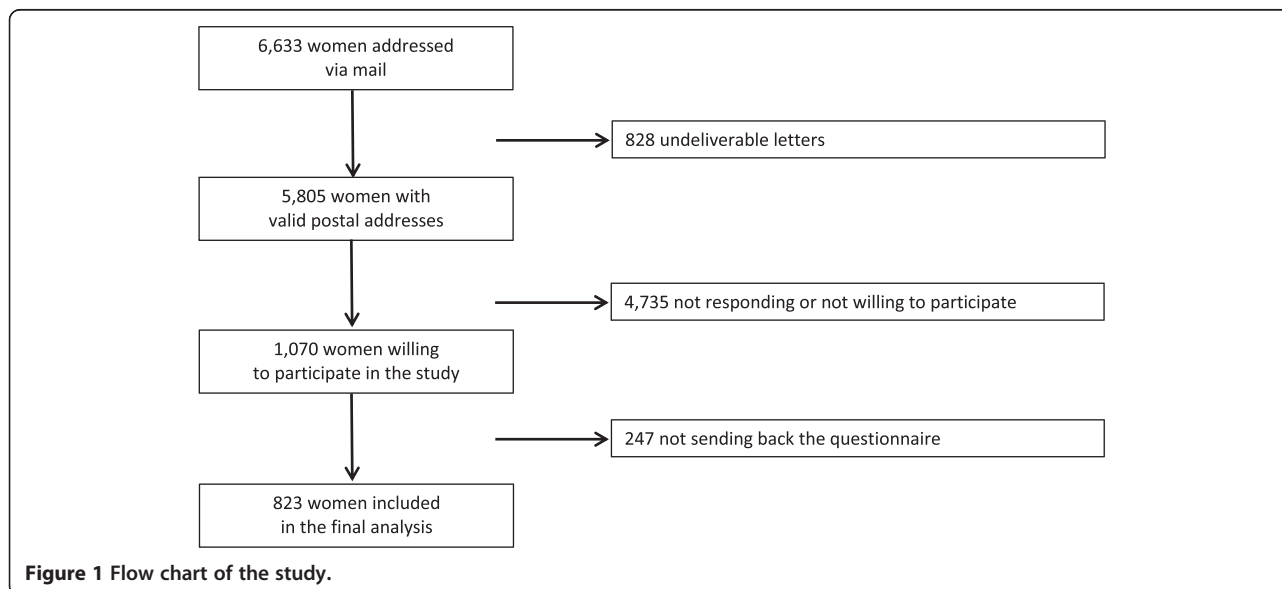 6,633 women addressed
via mail
828 undeliverable letters
5,805 women with
valid postal addresses
4,735 not responding or not willing to participate
1,070 women willing
to participate in the study
247 not sending back the questionnaire
823 women included
in the final analysis
Figure 1 Flow chart of the study.